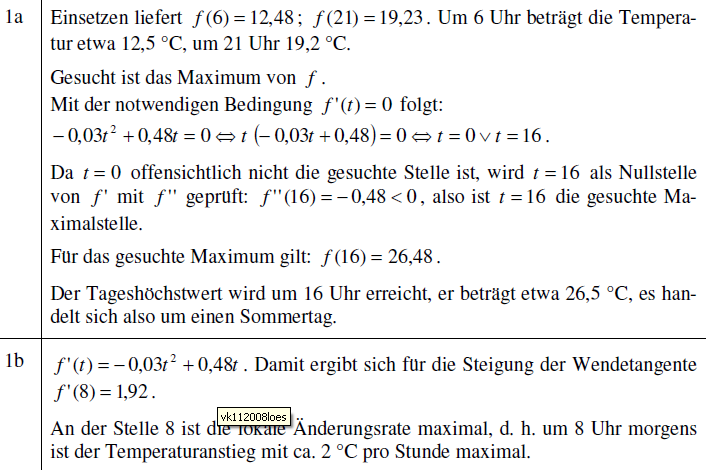 1a Einsetzen liefert f(6)=12,48; f(21)=19,23. Um 6 Uhr beträgt die Tempera-
tur etwa 12,5 °C, um 21 Uhr 19,2 °C.
Gesucht ist das Maximum von f.
Mit der notwendigen Bedingung f'(t)=0 folgt:
−0,03t²+0,48t=0⇔t(−0,03t+0,48)=0⇔t=0∨t=16.
Da t=0 offensichtlich nicht die gesuchte Stelle ist, wird t=16 als Nullstelle
von f' mit f'' geprüft: f''(16)=−0,48<0, also ist t=16 die gesuchte Ma-
ximalstelle.
Für das gesuchte Maximum gilt: f(16)=26,48.
Der Tageshöchstwert wird um 16 Uhr erreicht, er beträgt etwa 26,5 °C, es han-
delt sich also um einen Sommertag.
1b f'(t)=−0,03t²+0,48t. Damit ergibt sich für die Steigung der Wendetangente
f'(8)=1,92.
vk112008loes
An der Stelle 8 ist die lokale Änderungsrate maximal, d. h. um 8 Uhr morgens
ist der Temperaturanstieg mit ca. 2 °C pro Stunde maximal.